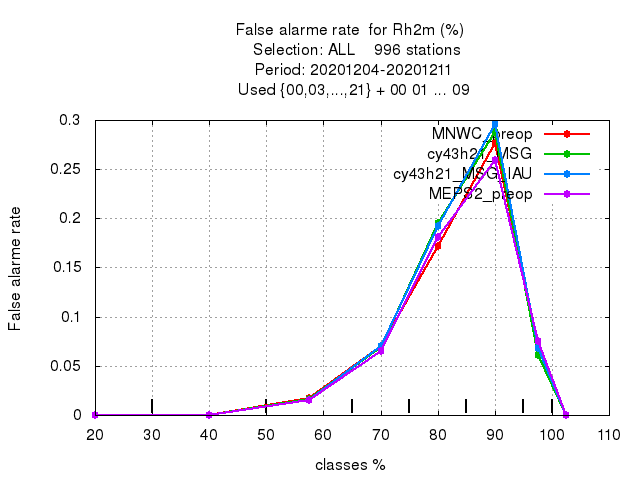 False alarme rate  for Rh2m (%)
Selection: ALL    996 stations
Period: 20201204-20201211
Used {00,03,...,21} + 00 01 ... 09
MNWC_preop
cy43h21_MSG
cy43h21_MSG_IAU
MEPS2_preop
False alarme rate
0.3
0.25
0.2
0.15
0.1
0.05
0
20 30 40 50 60 70 80 90 100 110
classes %